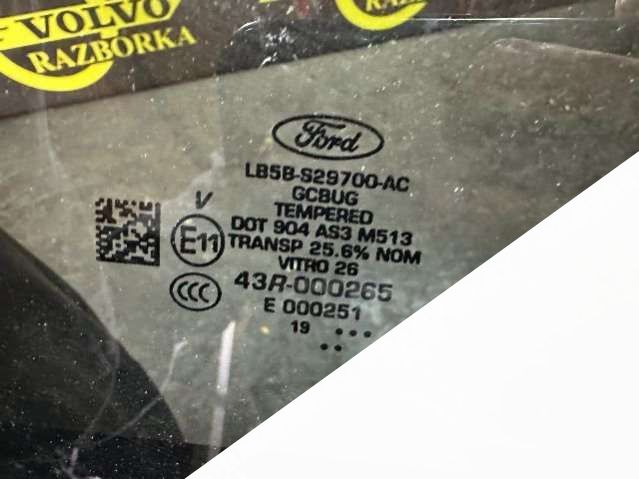 VOLVO
RAZBORKA
Ford
LB5B-S29700-AC
GCBUG
TEMPERED
V
DOT 904 AS3 M513
E11
TRANSP 25.6% NOM
VITRO 26
CCC
43R-000265
E 000251
19 •••
••